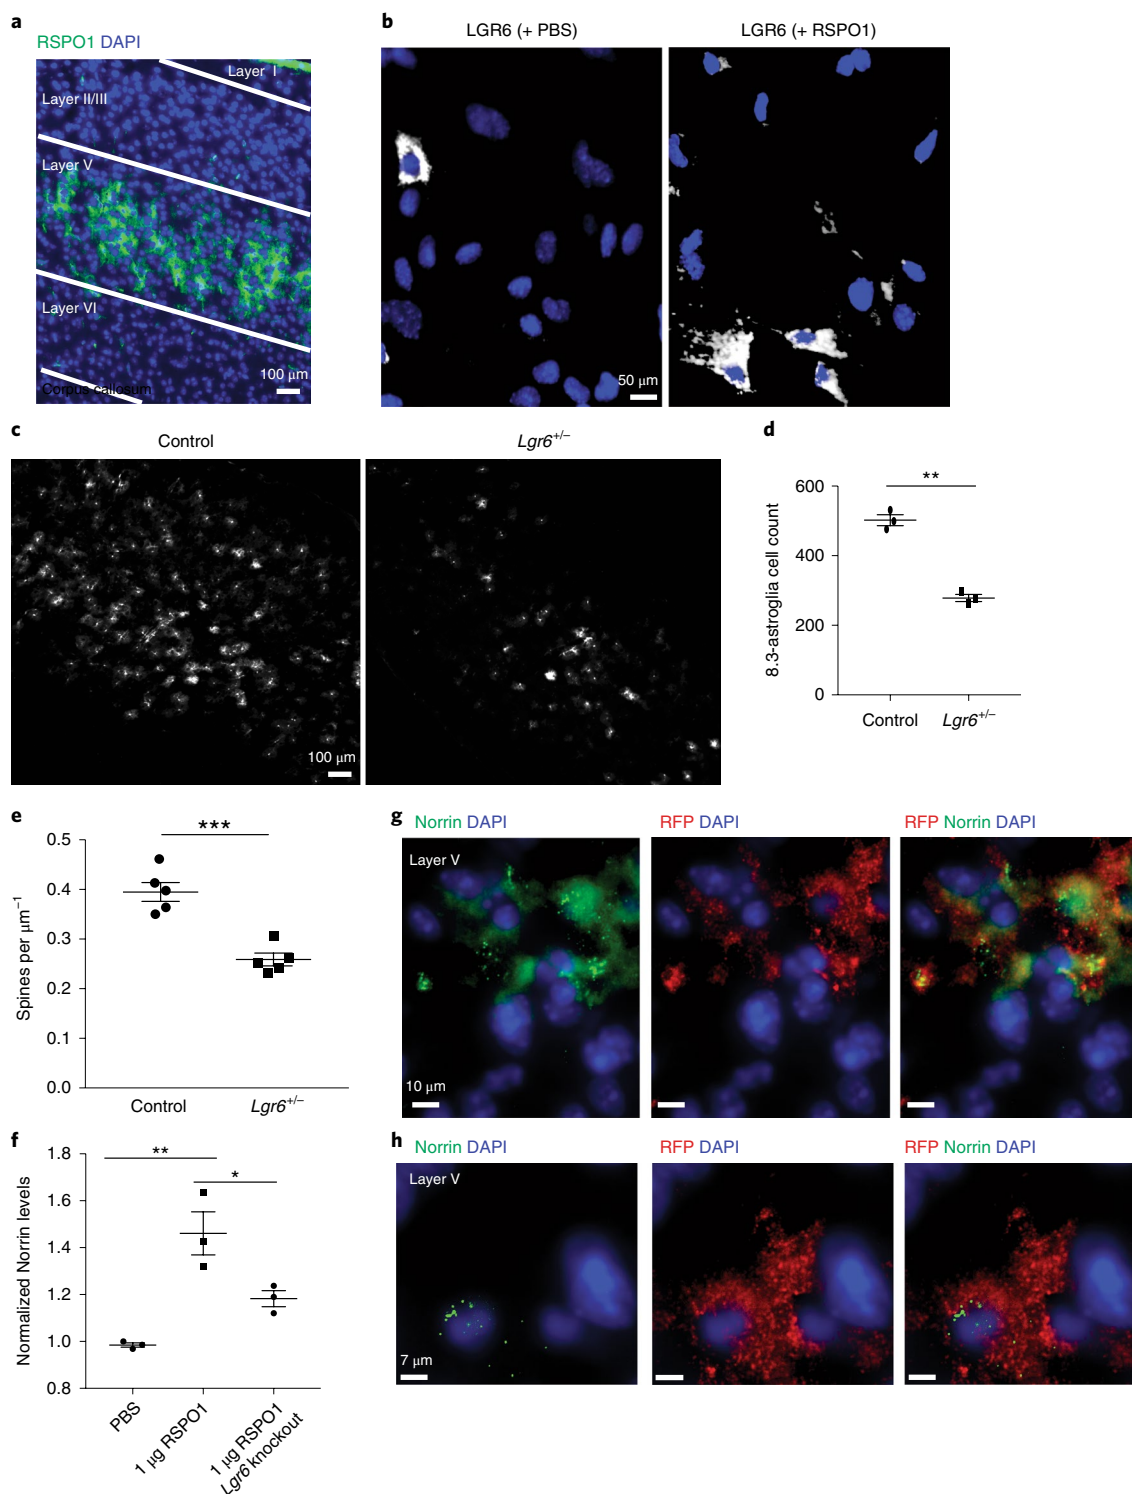 a
RSPO1 DAPI
Layer I
Layer II/III
Layer V
Layer VI
Corpus callosum
100 μm
b
LGR6 (+ PBS)
LGR6 (+ RSPO1)
50 μm
c
Control
Lgr6+/–
100 μm
d
**
600
400
200
0
8.3-astroglia cell count
Control
Lgr6+/–
e
***
0.5
0.4
0.3
0.2
0.1
0.0
Spines per μm–1
Control
Lgr6+/–
f
**
*
1.8
1.6
1.4
1.2
1.0
0.8
Normalized Norrin levels
PBS
1 μg RSPO1
1 μg RSPO1
Lgr6 knockout
g
Norrin DAPI
RFP DAPI
RFP Norrin DAPI
Layer V
10 μm
h
Norrin DAPI
RFP DAPI
RFP Norrin DAPI
Layer V
7 μm